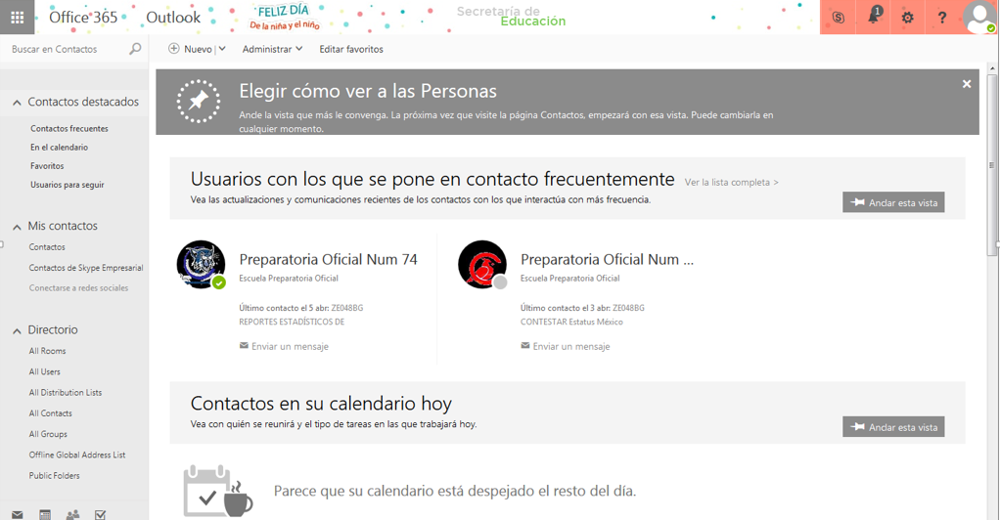 Office 365
Outlook
FELIZ DÍA
De la niña y el niño
Secretaría de
Educación
1
?
Buscar en Contactos
Nuevo
Administrar
Editar favoritos
Contactos destacados
Contactos frecuentes
En el calendario
Favoritos
Usuarios para seguir
Mis contactos
Contactos
Contactos de Skype Empresarial
Conectarse a redes sociales
Directorio
All Rooms
All Users
All Distribution Lists
All Contacts
All Groups
Offline Global Address List
Public Folders
Elegir cómo ver a las Personas
Ancle la vista que más le convenga. La próxima vez que visite la página Contactos, empezará con esa vista. Puede cambiarla en
cualquier momento.
Usuarios con los que se pone en contacto frecuentemente Ver la lista completa >
Vea las actualizaciones y comunicaciones recientes de los contactos con los que interactúa con más frecuencia.
Anclar esta vista
Preparatoria Oficial Num 74
Escuela Preparatoria Oficial
Último contacto el 5 abr: ZE048BG
REPORTES ESTADÍSTICOS DE
Enviar un mensaje
Preparatoria Oficial Num ...
Escuela Preparatoria Oficial
Último contacto el 3 abr: ZE048BG
CONTESTAR Estatus México
Enviar un mensaje
Contactos en su calendario hoy
Vea con quién se reunirá y el tipo de tareas en las que trabajará hoy.
Anclar esta vista
Parece que su calendario está despejado el resto del día.